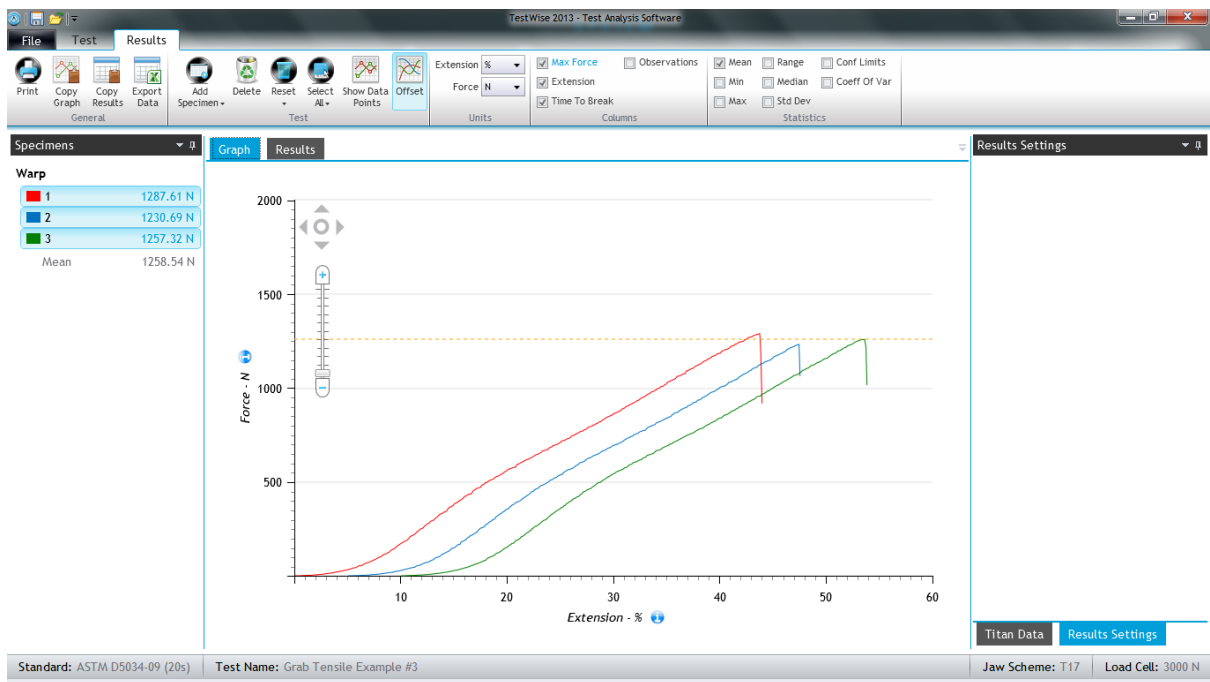 TestWise 2013 - Test Analysis Software
File Test Results
Print
Copy Graph
Copy Results
Export Data
Add Specimen
Delete
Reset
Select All
Show Data Points
Offset
Extension %
Force N
Max Force
Observations
Extension
Time To Break
Mean
Range
Conf Limits
Min
Median
Coeff Of Var
Max
Std Dev
General
Test
Units
Columns
Statistics
Specimens
Warp
1 1287.61 N
2 1230.69 N
3 1257.32 N
Mean 1258.54 N
Graph Results
2000
1500
1000
500
Force - N
10 20 30 40 50 60
Extension - %
Results Settings
Titan Data Results Settings
Standard: ASTM D5034-09 (20s)
Test Name: Grab Tensile Example #3
Jaw Scheme: T17
Load Cell: 3000 N